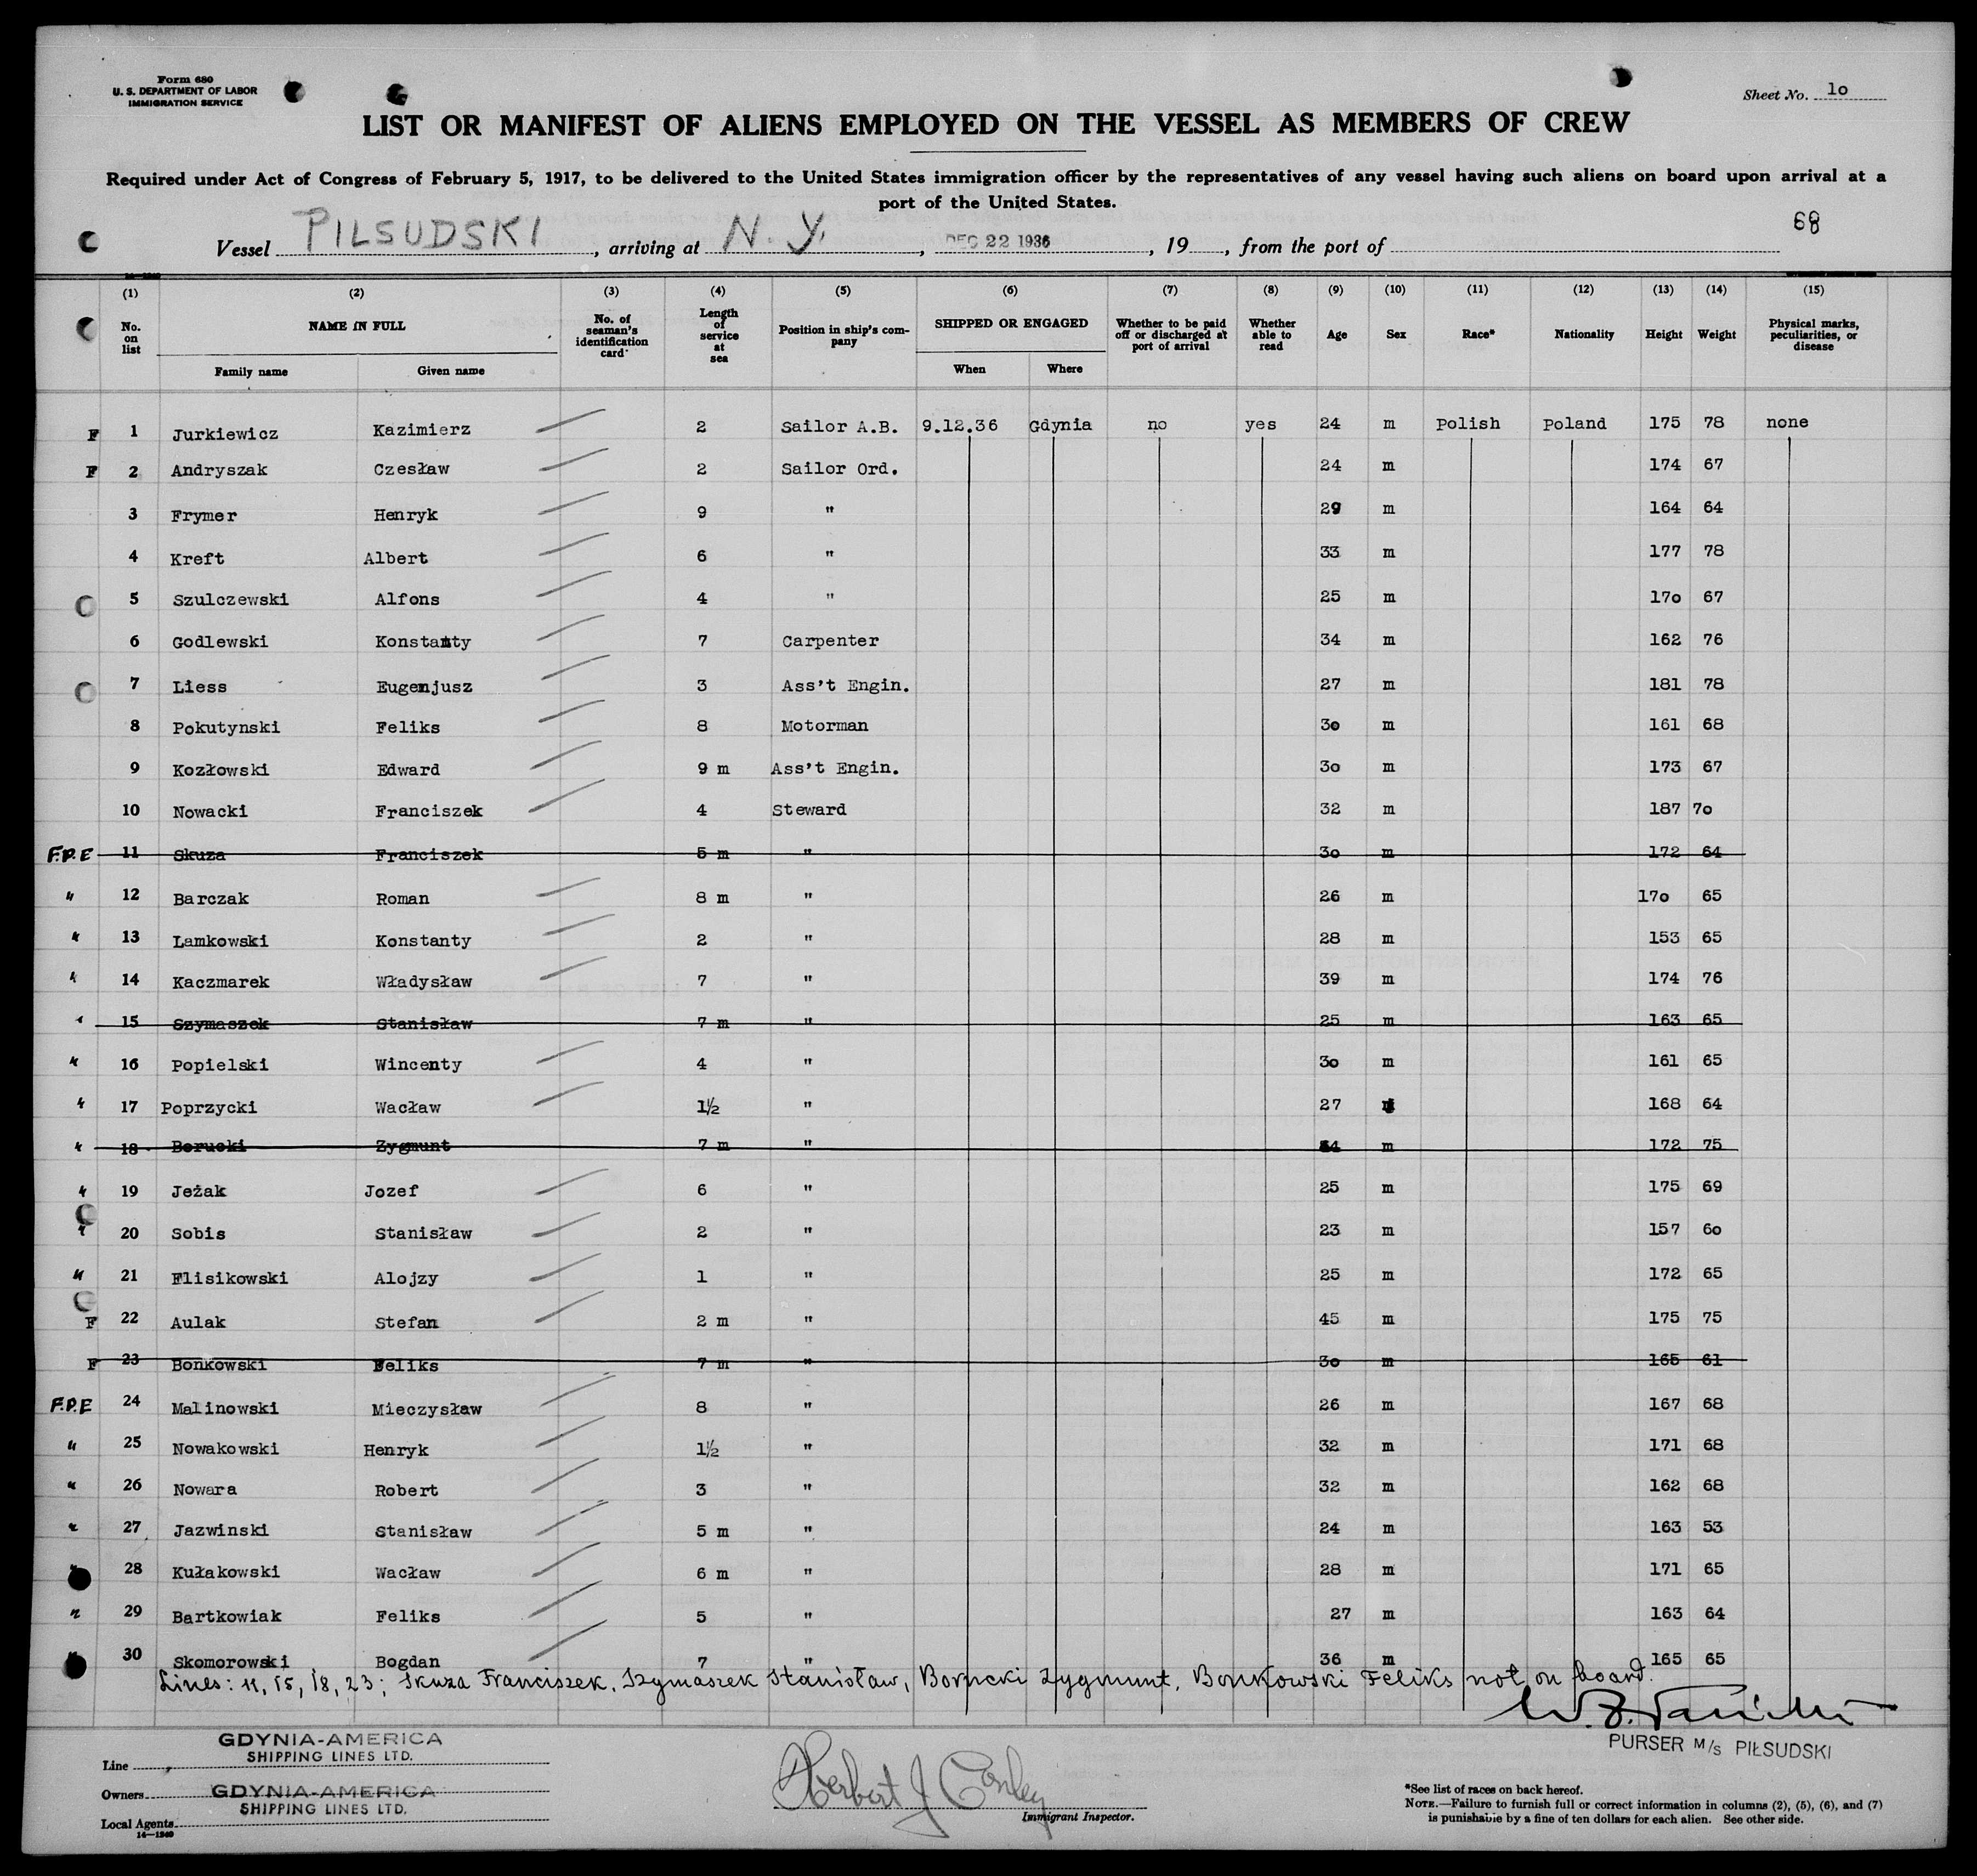 Form 680
U. S. DEPARTMENT OF LABOR
IMMIGRATION SERVICE
Sheet No. 10
LIST OR MANIFEST OF ALIENS EMPLOYED ON THE VESSEL AS MEMBERS OF CREW
Required under Act of Congress of February 5, 1917, to be delivered to the United States immigration officer by the representatives of any vessel having such aliens on board upon arrival at a
port of the United States.
68
Vessel PILSUDSKI, arriving at N. Y., DEC 22 1936, 19, from the port of
(1) (2) (3) (4) (5) (6) (7) (8) (9) (10) (11) (12) (13) (14) (15)
No. on list NAME IN FULL Family name Given name No. of seaman's identification card Length of service at sea Position in ship's company SHIPPED OR ENGAGED When Where Whether to be paid off or discharged at port of arrival Whether able to read Age Sex Race* Nationality Height Weight Physical marks, peculiarities, or disease
F 1 Jurkiewicz Kazimierz 2 Sailor A.B. 9.12.36 Gdynia no yes 24 m Polish Poland 175 78 none
F 2 Andryszak Czesław 2 Sailor Ord. 24 m 174 67
3 Frymer Henryk 9 " 29 m 164 64
4 Kreft Albert 6 " 33 m 177 78
5 Szulczewski Alfons 4 " 25 m 170 67
6 Godlewski Konstanty 7 Carpenter 34 m 162 76
7 Liess Eugenjusz 3 Ass't Engin. 27 m 181 78
8 Pokutynski Feliks 8 Motorman 30 m 161 68
9 Kozłowski Edward 9 m Ass't Engin. 30 m 173 67
10 Nowacki Franciszek 4 Steward 32 m 187 70
F.P.E 11 Skuza Franciszek 5 m " 30 m 172 64
" 12 Barczak Roman 8 m " 26 m 170 65
" 13 Lamkowski Konstanty 2 " 28 m 153 65
" 14 Kaczmarek Władysław 7 " 39 m 174 76
" 15 Szymaszek Stanisław 7 m " 25 m 163 65
" 16 Popielski Wincenty 4 " 30 m 161 65
" 17 Poprzycki Wacław 1½ " 27 168 64
" 18 Borucki Zygmunt 7 m " m 172 75
" 19 Jeżak Jozef 6 " 25 m 175 69
" 20 Sobis Stanisław 2 " 23 m 157 60
" 21 Flisikowski Alojzy 1 " 25 m 172 65
F 22 Aulak Stefan 2 m " 45 m 175 75
F 23 Bonkowski Feliks 7 m " 30 m 165 61
F.P.E 24 Malinowski Mieczysław 8 " 26 m 167 68
" 25 Nowakowski Henryk 1½ " 32 m 171 68
" 26 Nowara Robert 3 " 32 m 162 68
" 27 Jazwinski Stanisław 5 m " 24 m 163 53
" 28 Kułakowski Wacław 6 m " 28 m 171 65
" 29 Bartkowiak Feliks 5 " 27 m 163 64
" 30 Skomorowski Bogdan 7 " 36 m 165 65
Lines: 11, 15, 18, 23; Skuza Franciszek, Szymaszek Stanisław, Borucki Zygmunt, Bonkowski Feliks not on board.
PURSER M/S PIŁSUDSKI
Line GDYNIA-AMERICA SHIPPING LINES LTD.
Owners GDYNIA-AMERICA SHIPPING LINES LTD.
Local Agents
14—1240
Herbert J Conley
Immigrant Inspector.
*See list of races on back hereof.
NOTE.—Failure to furnish full or correct information in columns (2), (5), (6), and (7)
is punishable by a fine of ten dollars for each alien. See other side.